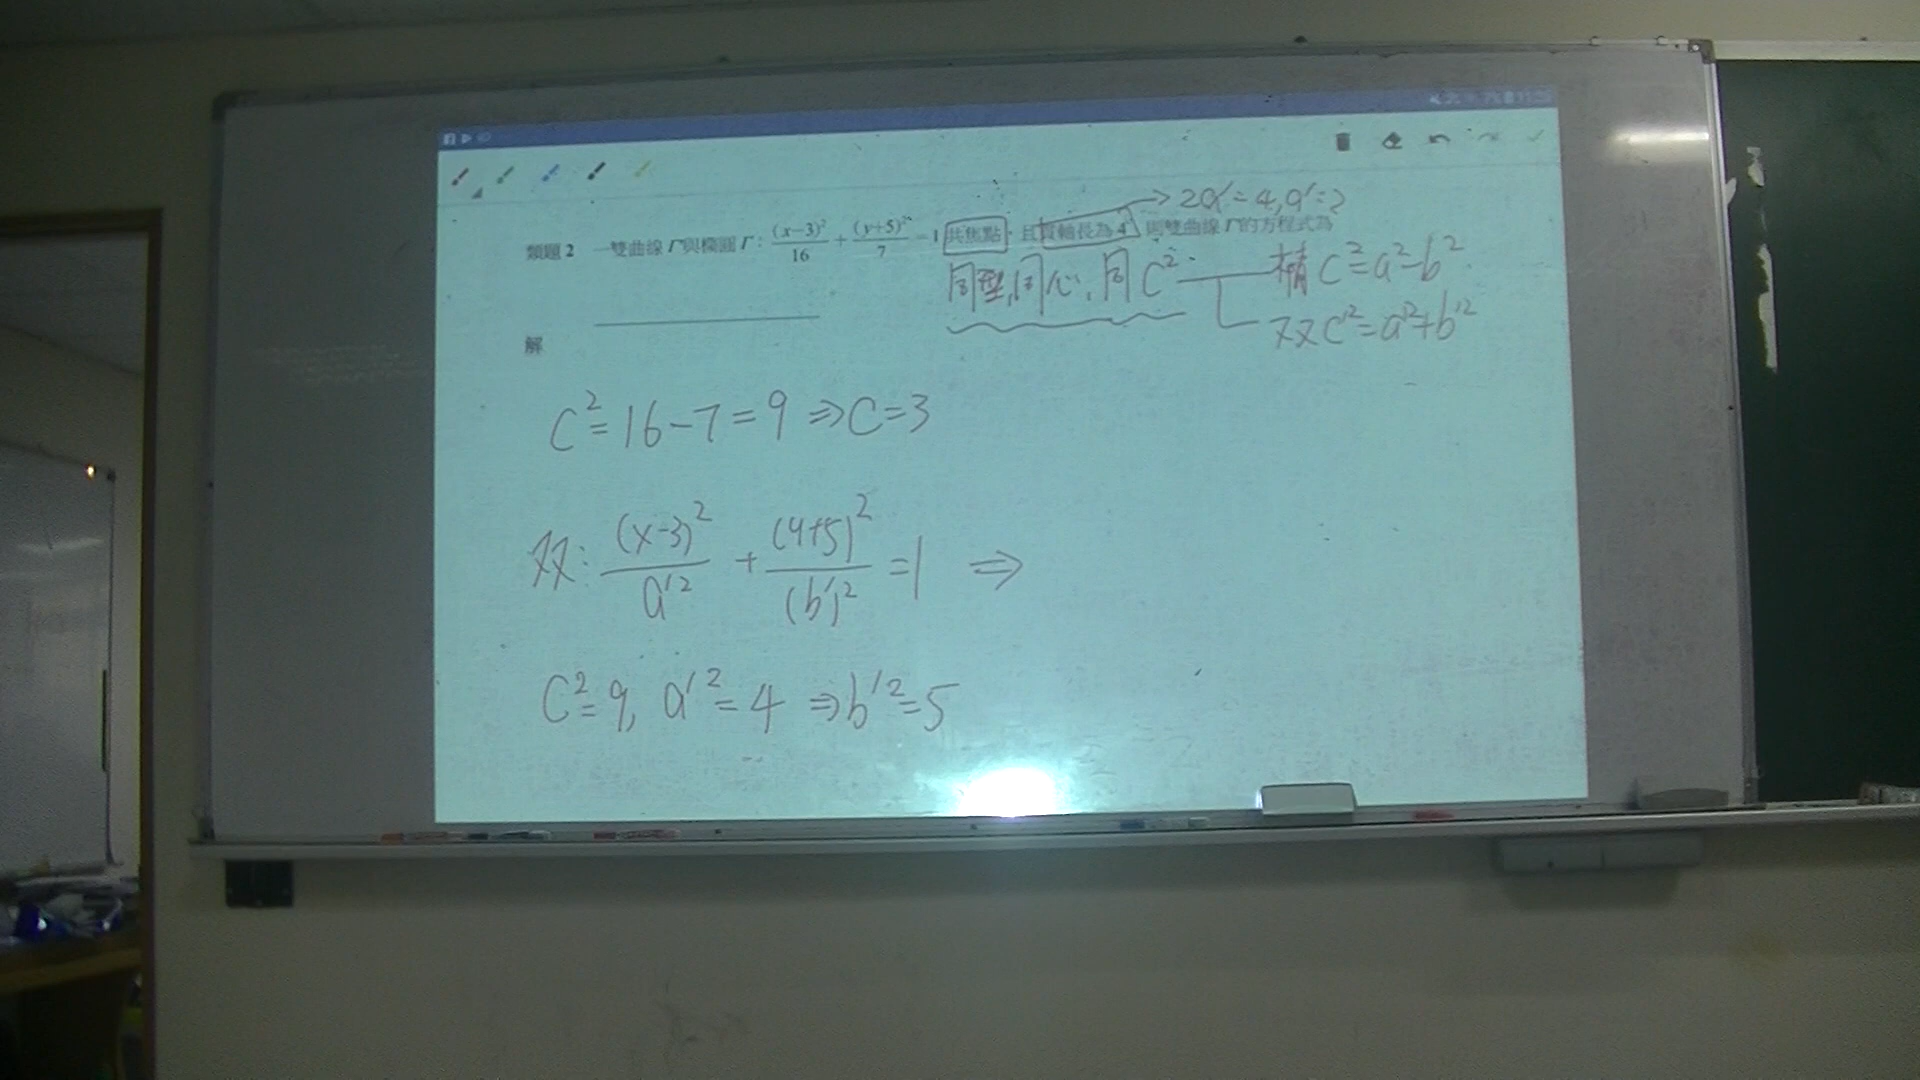 → 2a' = 4, a' = 2
類題 2 一雙曲線 Γ 與橢圓 Γ' : (x−3)²/16 + (y+5)²/7 = 1 共焦點,且貫軸長為 4,則雙曲線 Γ 的方程式為
同型,同心,同 C²
橢 C² = a² − b²
双 C'² = a'² + b'²
解
C² = 16 − 7 = 9 ⇒ C = 3
双: (x−3)²/a'² + (y+5)²/(b')² = 1 ⇒
C² = 9, a'² = 4 ⇒ b'² = 5